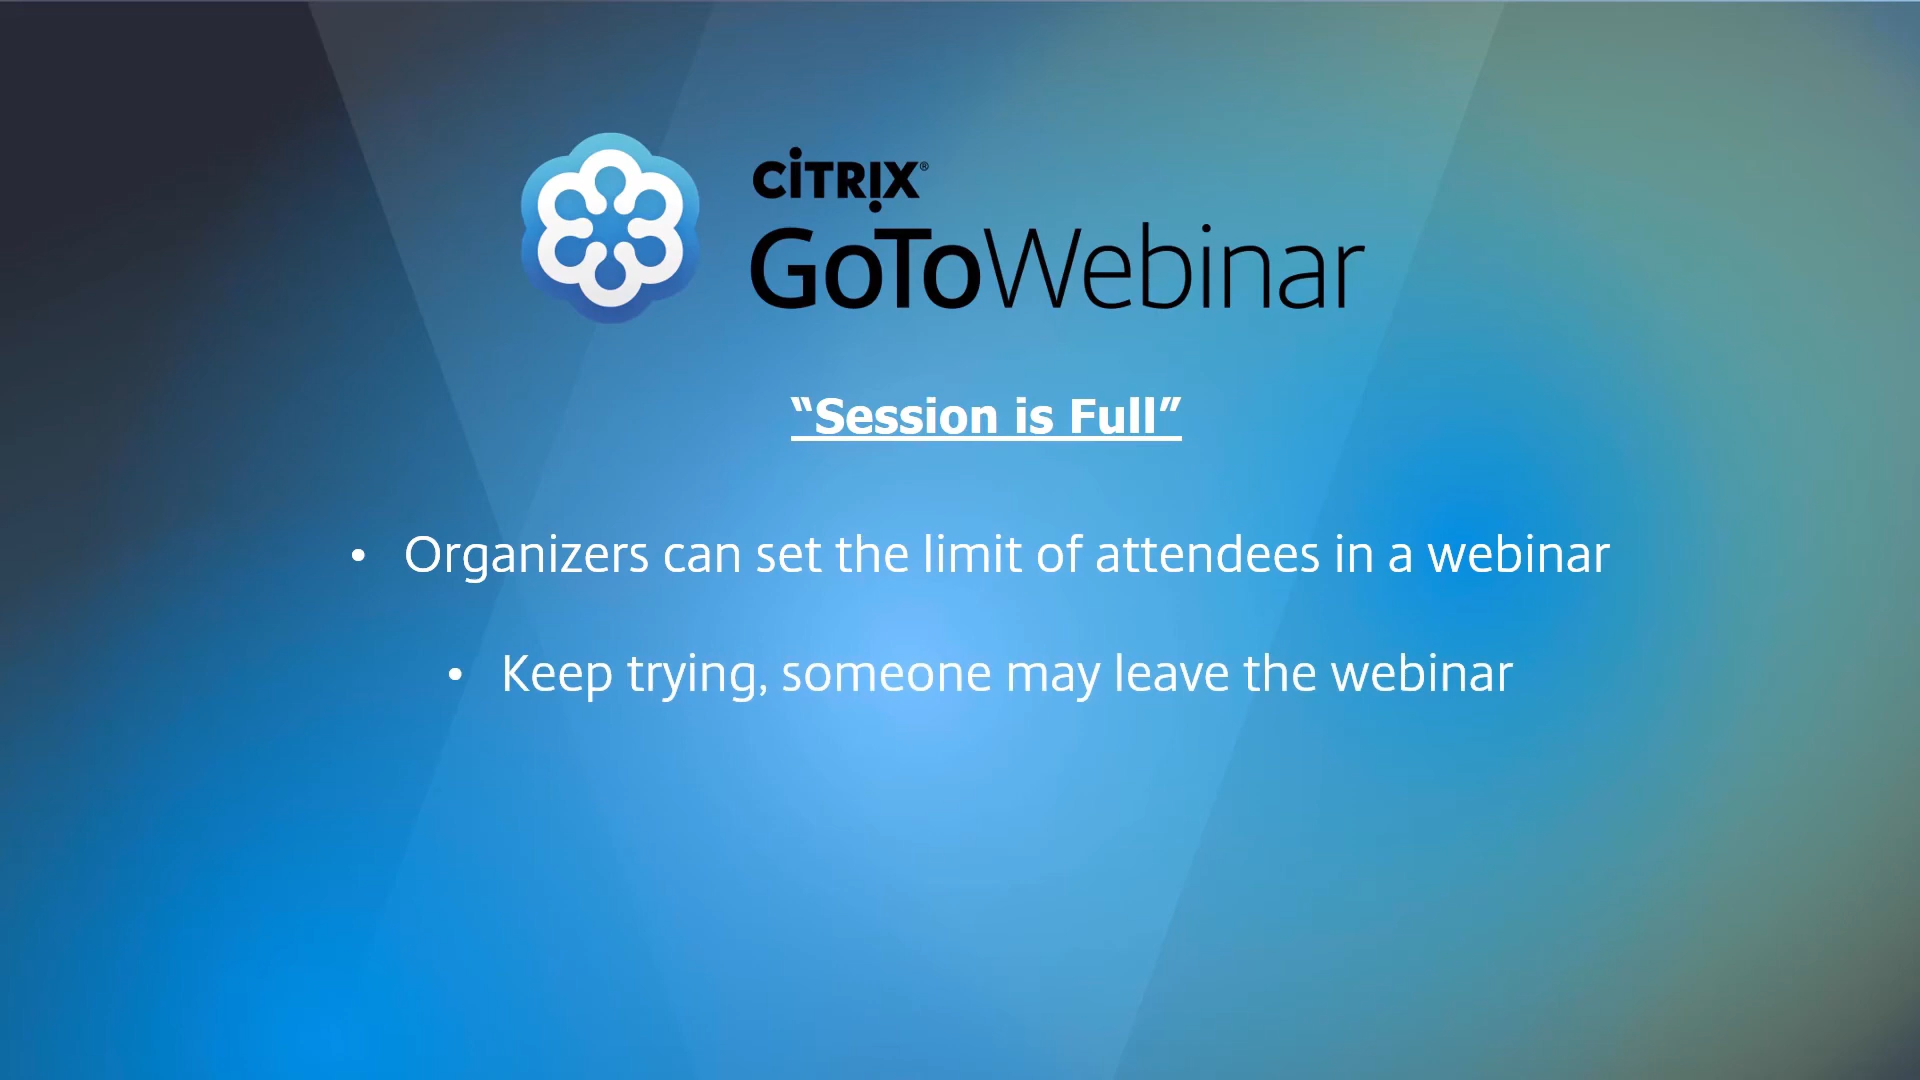 CiTRiX®
GoToWebinar
“Session is Full”
• Organizers can set the limit of attendees in a webinar
• Keep trying, someone may leave the webinar